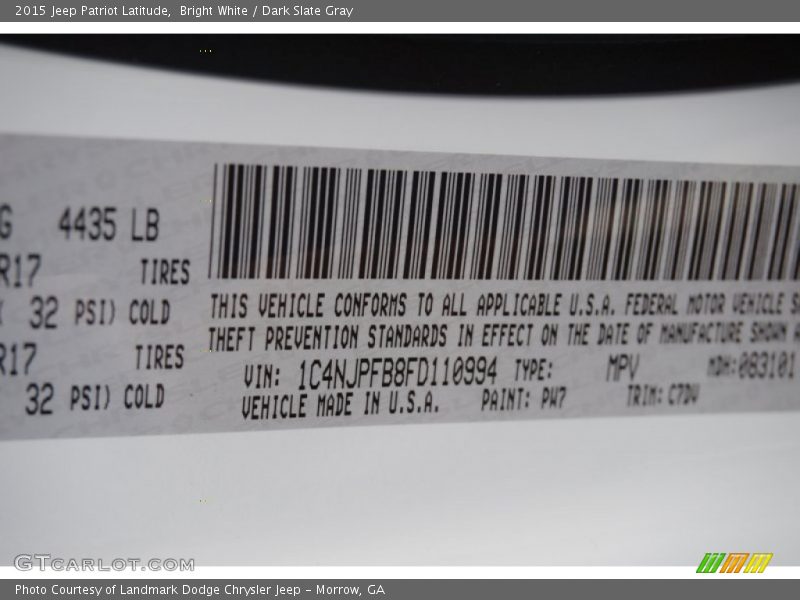 2015 Jeep Patriot Latitude,  Bright White / Dark Slate Gray
G 4435 LB
R17 TIRES
32 PSI) COLD
R17 TIRES
32 PSI) COLD
THIS VEHICLE CONFORMS TO ALL APPLICABLE U.S.A. FEDERAL MOTOR VEHICLE S
THEFT PREVENTION STANDARDS IN EFFECT ON THE DATE OF MANUFACTURE SHOWN A
VIN: 1C4NJPFB8FD110994 TYPE: MPV MDH:083101
VEHICLE MADE IN U.S.A. PAINT: PW7 TRIM: C7DV
GTCARLOT.COM
Photo Courtesy of Landmark Dodge Chrysler Jeep – Morrow, GA